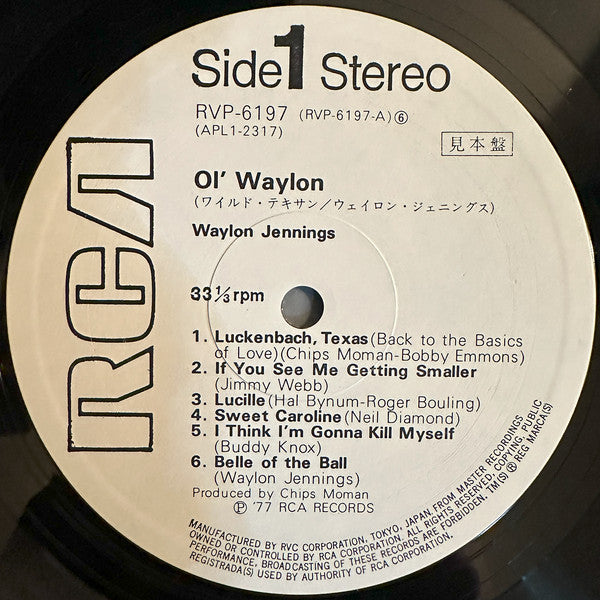 Side 1 Stereo
RVP-6197 (RVP-6197-A)⑥
(APL1-2317)
見本盤
RCA
Ol' Waylon
(ワイルド・テキサン/ウェイロン・ジェニングス)
Waylon Jennings
33 1/3 rpm
1. Luckenbach, Texas (Back to the Basics
of Love) (Chips Moman-Bobby Emmons)
2. If You See Me Getting Smaller
(Jimmy Webb)
3. Lucille (Hal Bynum-Roger Bouling)
4. Sweet Caroline (Neil Diamond)
5. I Think I'm Gonna Kill Myself
(Buddy Knox)
6. Belle of the Ball
(Waylon Jennings)
Produced by Chips Moman
Ⓟ '77 RCA RECORDS
MANUFACTURED BY RVC CORPORATION, TOKYO, JAPAN, FROM MASTER RECORDINGS
OWNED OR CONTROLLED BY RCA CORPORATION. ALL RIGHTS RESERVED, COPYING, PUBLIC
PERFORMANCE, BROADCASTING OF THESE RECORDS ARE FORBIDDEN. TM(S) ® REG MARCA(S)
REGISTRADA(S) USED BY AUTHORITY OF RCA CORPORATION.